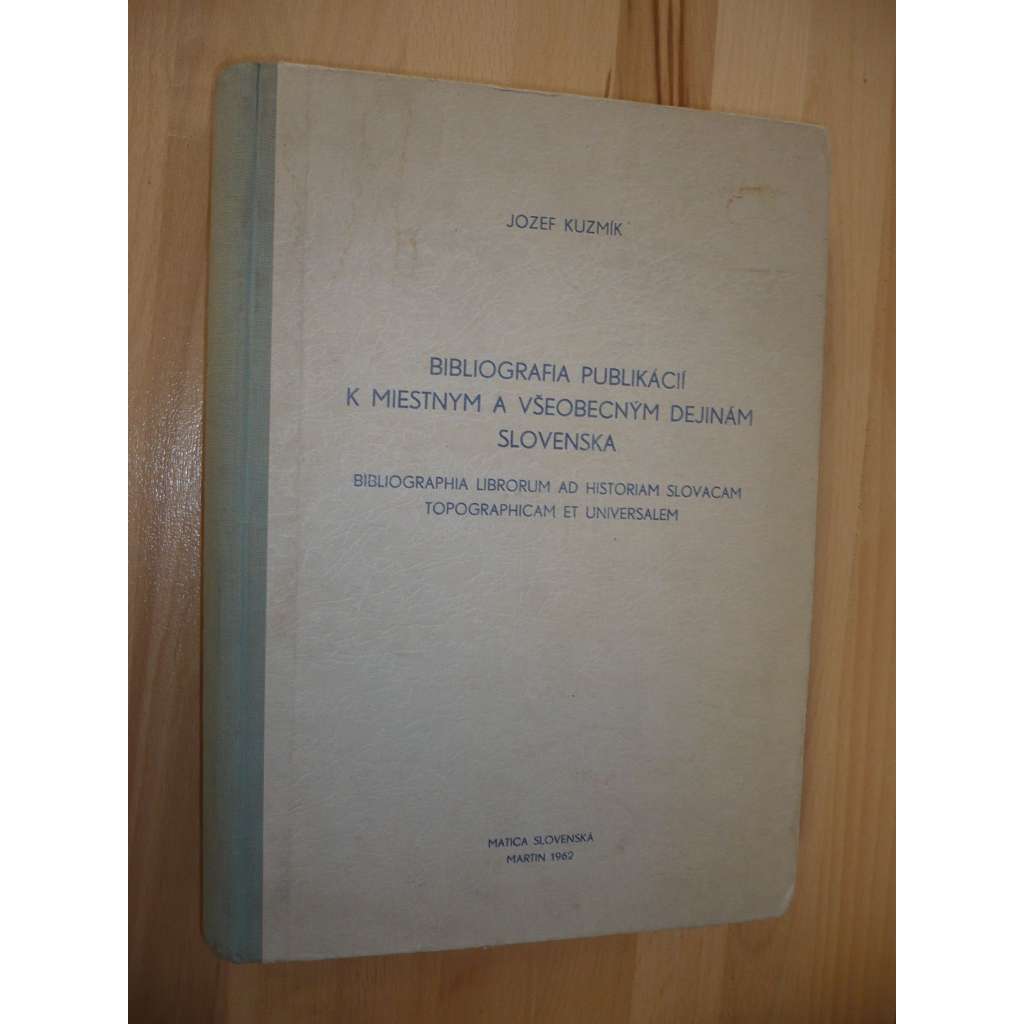 JOZEF KUZMÍK
BIBLIOGRAFIA PUBLIKÁCIÍ
K MIESTNYM A VŠEOBECNÝM DEJINÁM
SLOVENSKA
BIBLIOGRAPHIA LIBRORUM AD HISTORIAM SLOVACAM
TOPOGRAPHICAM ET UNIVERSALEM
MATICA SLOVENSKÁ
MARTIN 1962